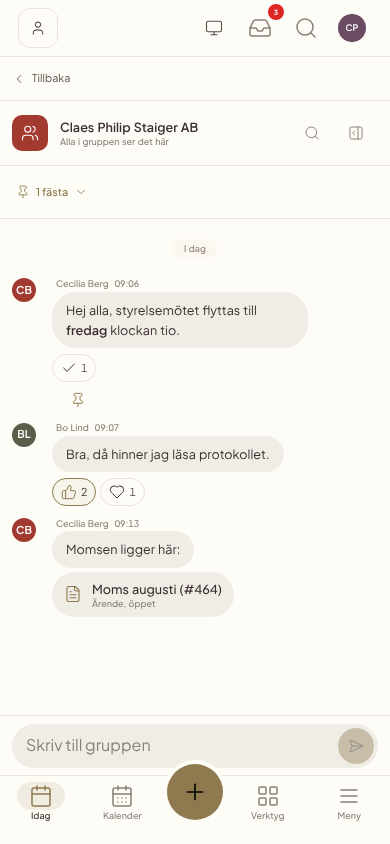 3
CP
Tillbaka
Claes Philip Staiger AB
Alla i gruppen ser det här
1 fästa
I dag
CB
Cecilia Berg 09:06
Hej alla, styrelsemötet flyttas till
fredag klockan tio.
1
BL
Bo Lind 09:07
Bra, då hinner jag läsa protokollet.
2
1
CB
Cecilia Berg 09:13
Momsen ligger här:
Moms augusti (#464)
Ärende, öppet
Skriv till gruppen
Idag
Kalender
Verktyg
Meny